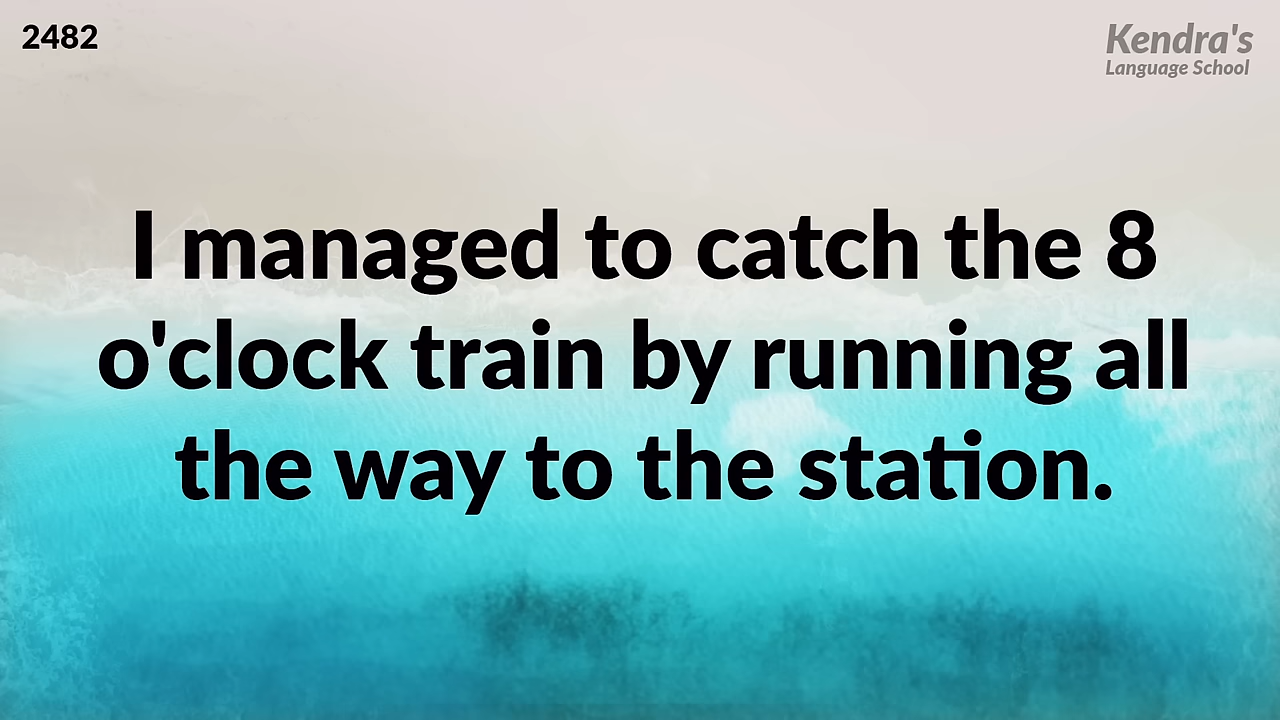 2482
Kendra's
Language School
I managed to catch the 8
o'clock train by running all
the way to the station.